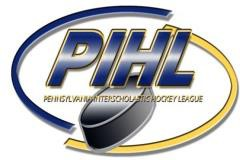 PIHL
PENNSYLVANIA INTERSCHOLASTIC HOCKEY LEAGUE